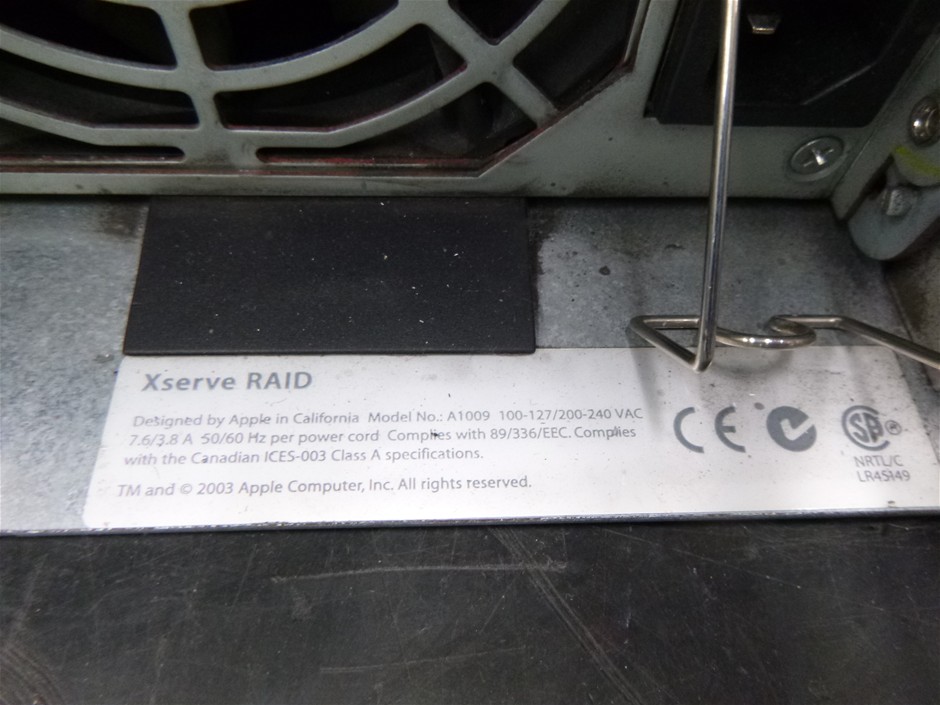 Xserve RAID
Designed by Apple in California Model No.: A1009 100-127/200-240 VAC
7.6/3.8 A 50/60 Hz per power cord Complies with 89/336/EEC. Complies
with the Canadian ICES-003 Class A specifications.
TM and © 2003 Apple Computer, Inc. All rights reserved.
CE
SP ®
NRTL/C
LR45149